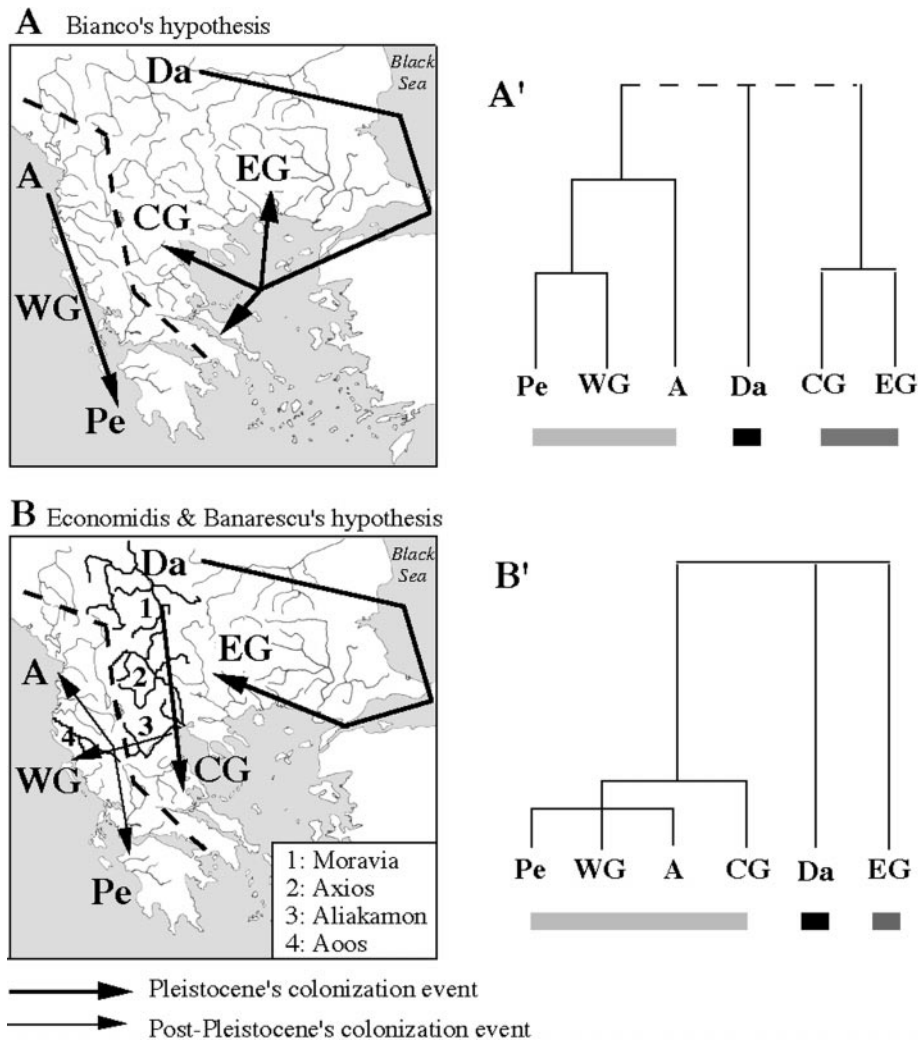 A Bianco's hypothesis
Da
Black
Sea
A
EG
CG
WG
Pe
A'
Pe WG A Da CG EG
B Economidis & Banarescu's hypothesis
Da
Black
Sea
1
EG
A
2
3
4
WG
CG
Pe
1: Moravia
2: Axios
3: Aliakamon
4: Aoos
B'
Pe WG A CG Da EG
Pleistocene's colonization event
Post-Pleistocene's colonization event